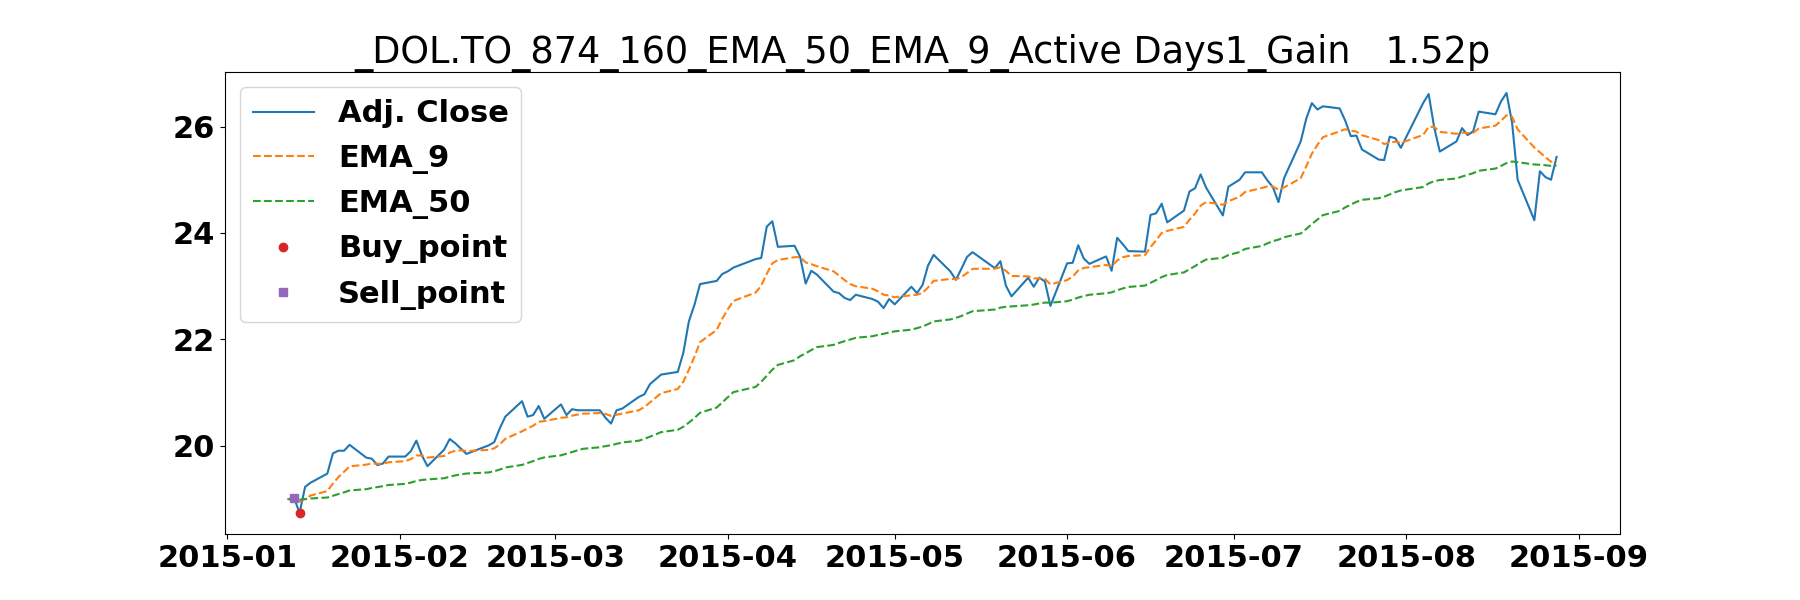 _DOL.TO_874_160_EMA_50_EMA_9_Active Days1_Gain   1.52p
Adj. Close
EMA_9
EMA_50
Buy_point
Sell_point
26
24
22
20
2015-01 2015-02 2015-03 2015-04 2015-05 2015-06 2015-07 2015-08 2015-09